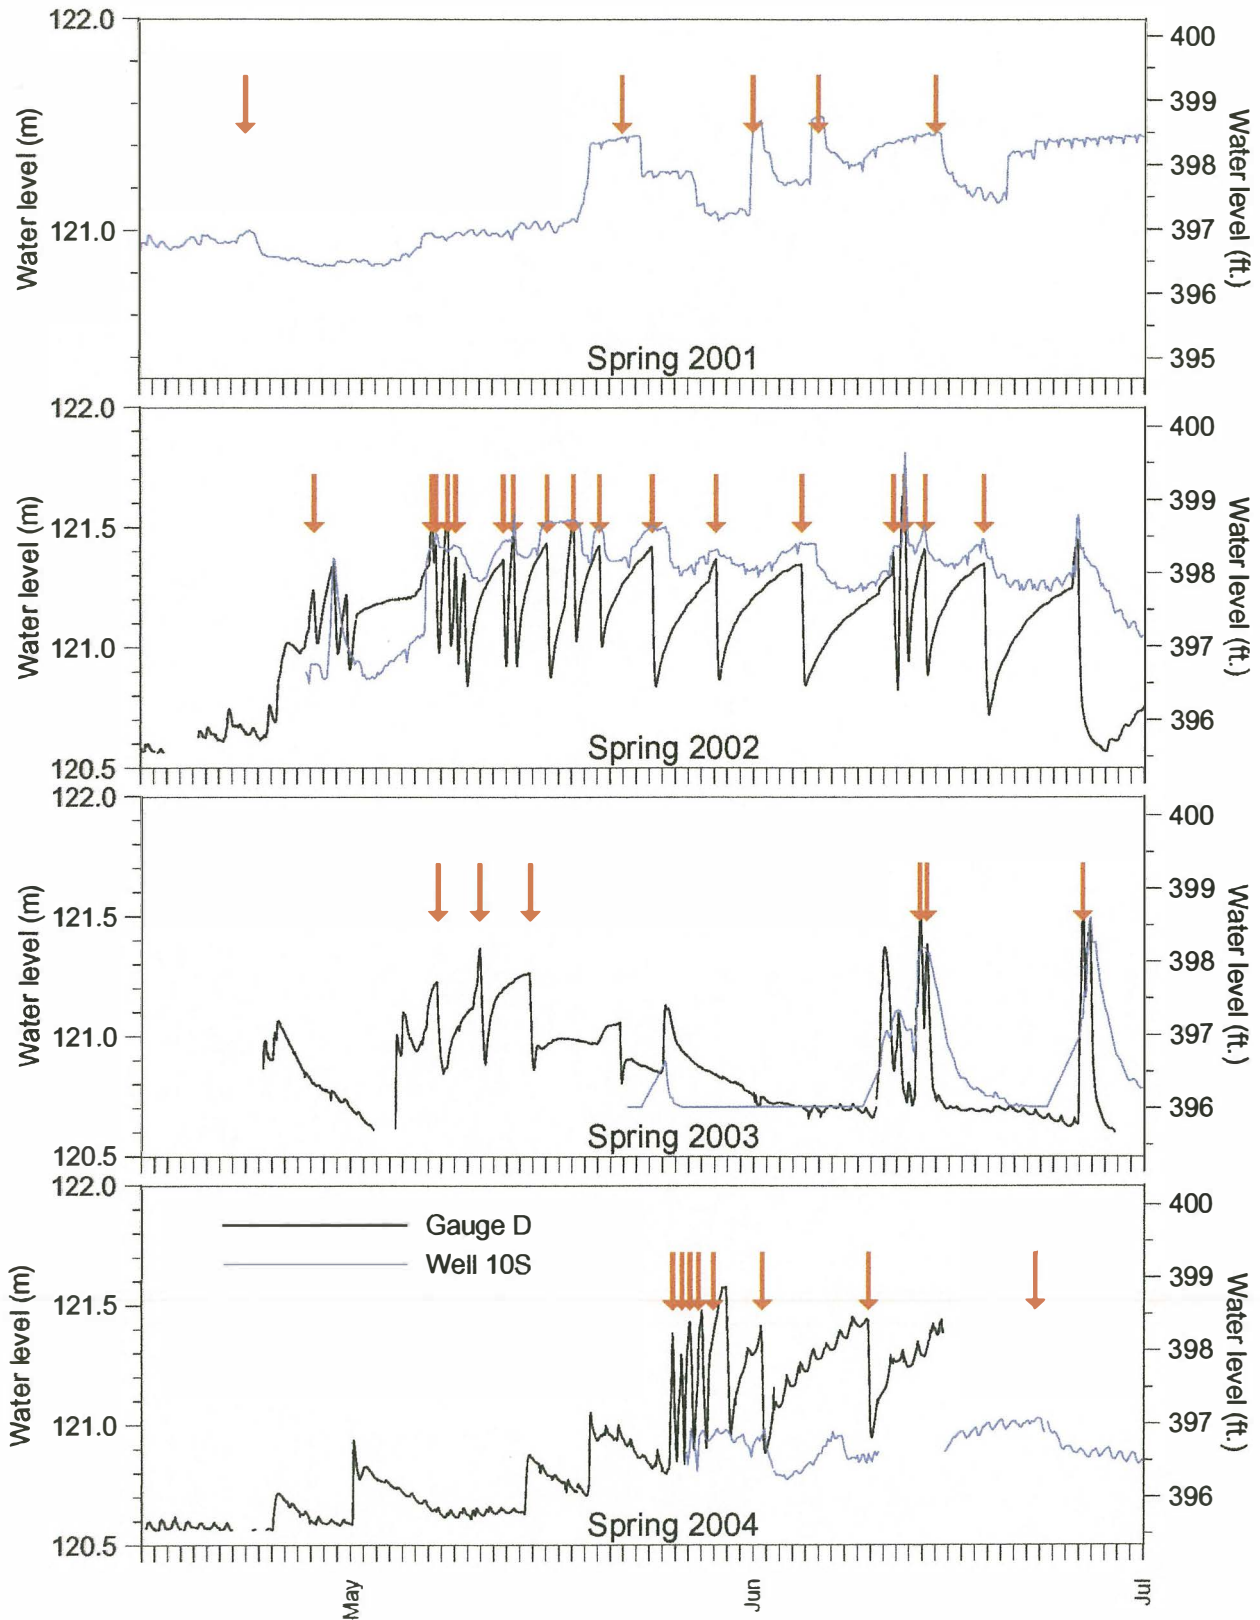 122.0
121.0
Water level (m)
400
399
398
397
396
395
Water level (ft.)
Spring 2001
122.0
121.5
121.0
120.5
Water level (m)
400
399
398
397
396
Water level (ft.)
Spring 2002
122.0
121.5
121.0
120.5
Water level (m)
400
399
398
397
396
Water level (ft.)
Spring 2003
122.0
121.5
121.0
120.5
Water level (m)
400
399
398
397
396
Water level (ft.)
Gauge D
Well 10S
Spring 2004
May
Jun
Jul